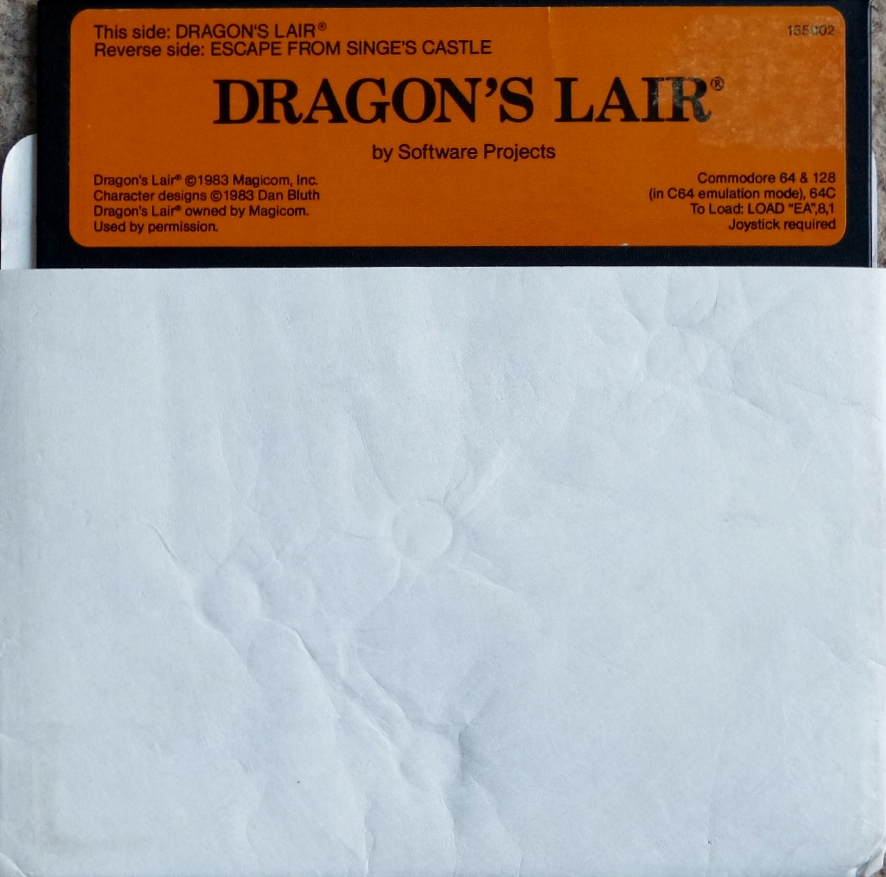 This side: DRAGON'S LAIR®
Reverse side: ESCAPE FROM SINGE'S CASTLE
DRAGON'S LAIR®
by Software Projects
Dragon's Lair® ©1983 Magicom, Inc.
Character designs ©1983 Dan Bluth
Dragon's Lair® owned by Magicom.
Used by permission.
Commodore 64 & 128
(in C64 emulation mode), 64C
To Load: LOAD "EA",8,1
Joystick required